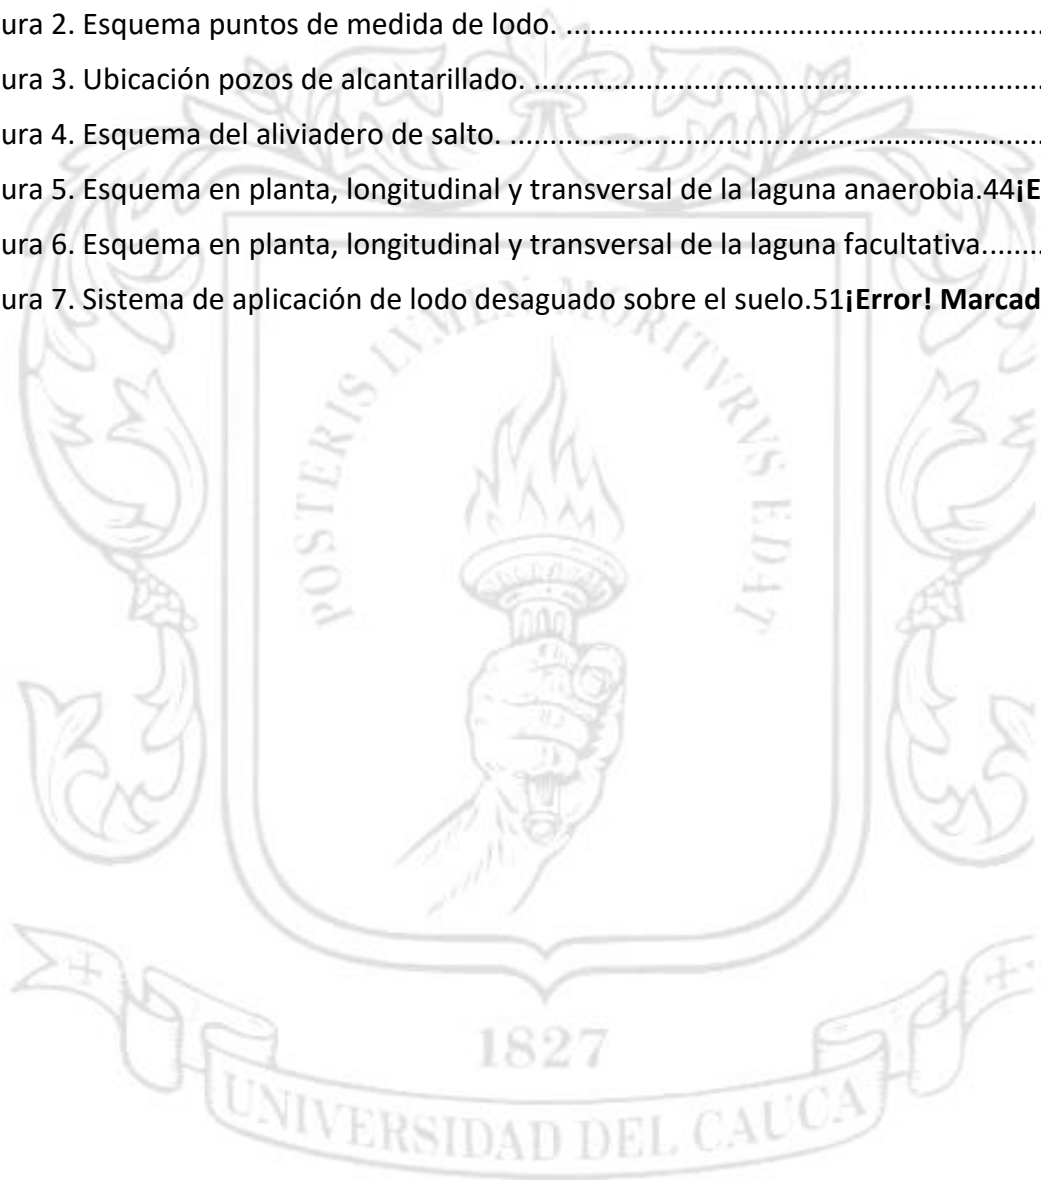 ura 2. Esquema puntos de medida de lodo. ............................................................
ura 3. Ubicación pozos de alcantarillado. ................................................................
ura 4. Esquema del aliviadero de salto. ...................................................................
ura 5. Esquema en planta, longitudinal y transversal de la laguna anaerobia.44¡E
ura 6. Esquema en planta, longitudinal y transversal de la laguna facultativa........
ura 7. Sistema de aplicación de lodo desaguado sobre el suelo.51¡Error! Marcad
POSTERIS LVMEN MORITVRVS EDAT
1827
UNIVERSIDAD DEL CAUCA